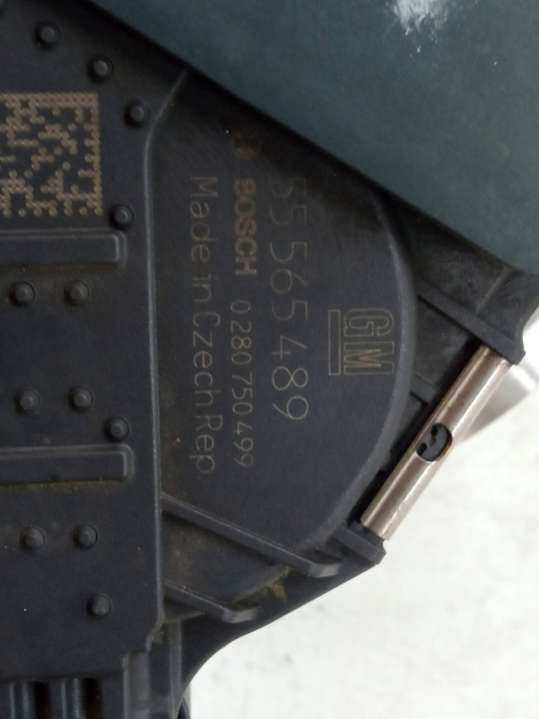 GM
55 565 489
BOSCH 0 280 750 499
Made in Czech Rep.